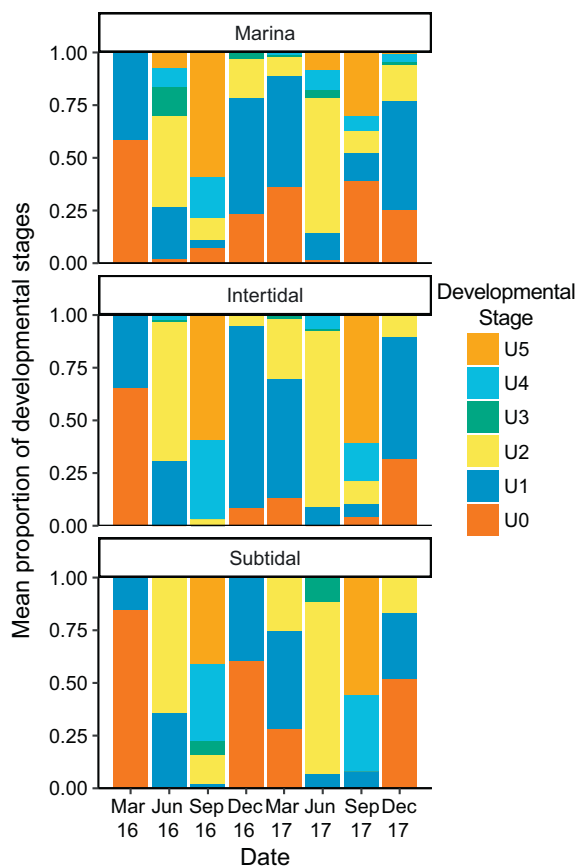 Marina
1.00
0.75
0.50
0.25
0.00
Intertidal
1.00
0.75
0.50
0.25
0.00
Subtidal
1.00
0.75
0.50
0.25
0.00
Mean proportion of developmental stages
Mar Jun Sep Dec Mar Jun Sep Dec
16 16 16 16 17 17 17 17
Date
Developmental
Stage
U5
U4
U3
U2
U1
U0